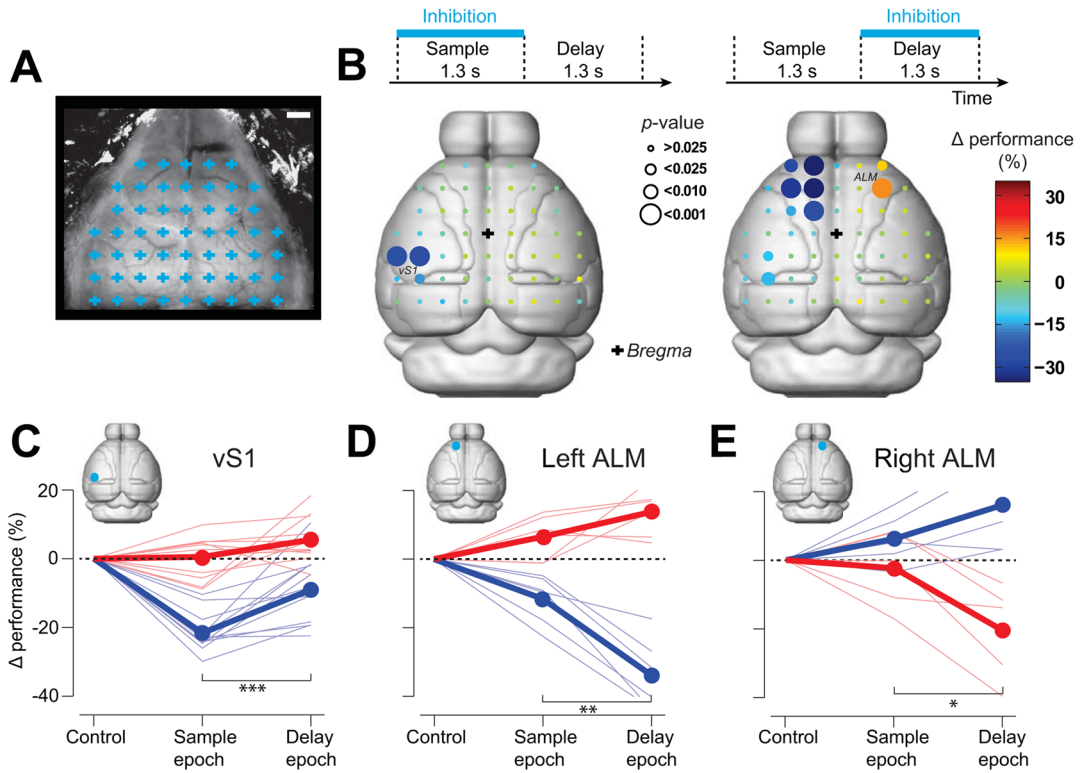 A
B
Inhibition
Sample
1.3 s
Delay
1.3 s
Inhibition
Sample
1.3 s
Delay
1.3 s
Time
p-value
>0.025
<0.025
<0.010
<0.001
vS1
Bregma
ALM
Δ performance
(%)
30
15
0
−15
−30
C
vS1
Δ performance (%)
20
0
-20
-40
***
Control
Sample
epoch
Delay
epoch
D
Left ALM
**
Control
Sample
epoch
Delay
epoch
E
Right ALM
*
Control
Sample
epoch
Delay
epoch